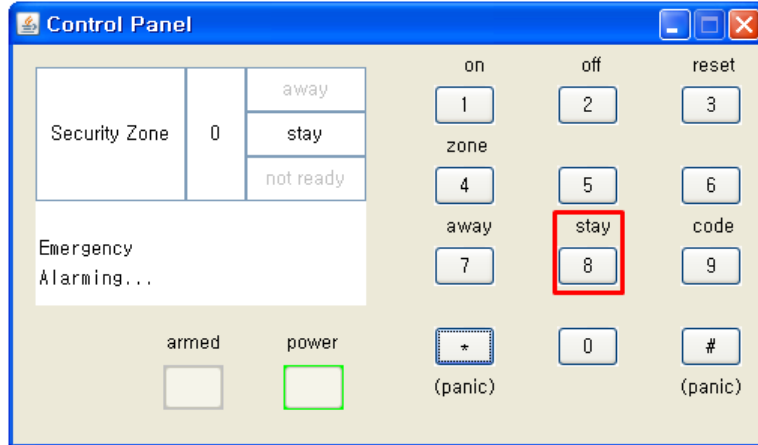 Control Panel
Security Zone
0
away
stay
not ready
Emergency
Alarming...
armed
power
on
off
reset
1
2
3
zone
4
5
6
away
stay
code
7
8
9
*
0
#
(panic)
(panic)